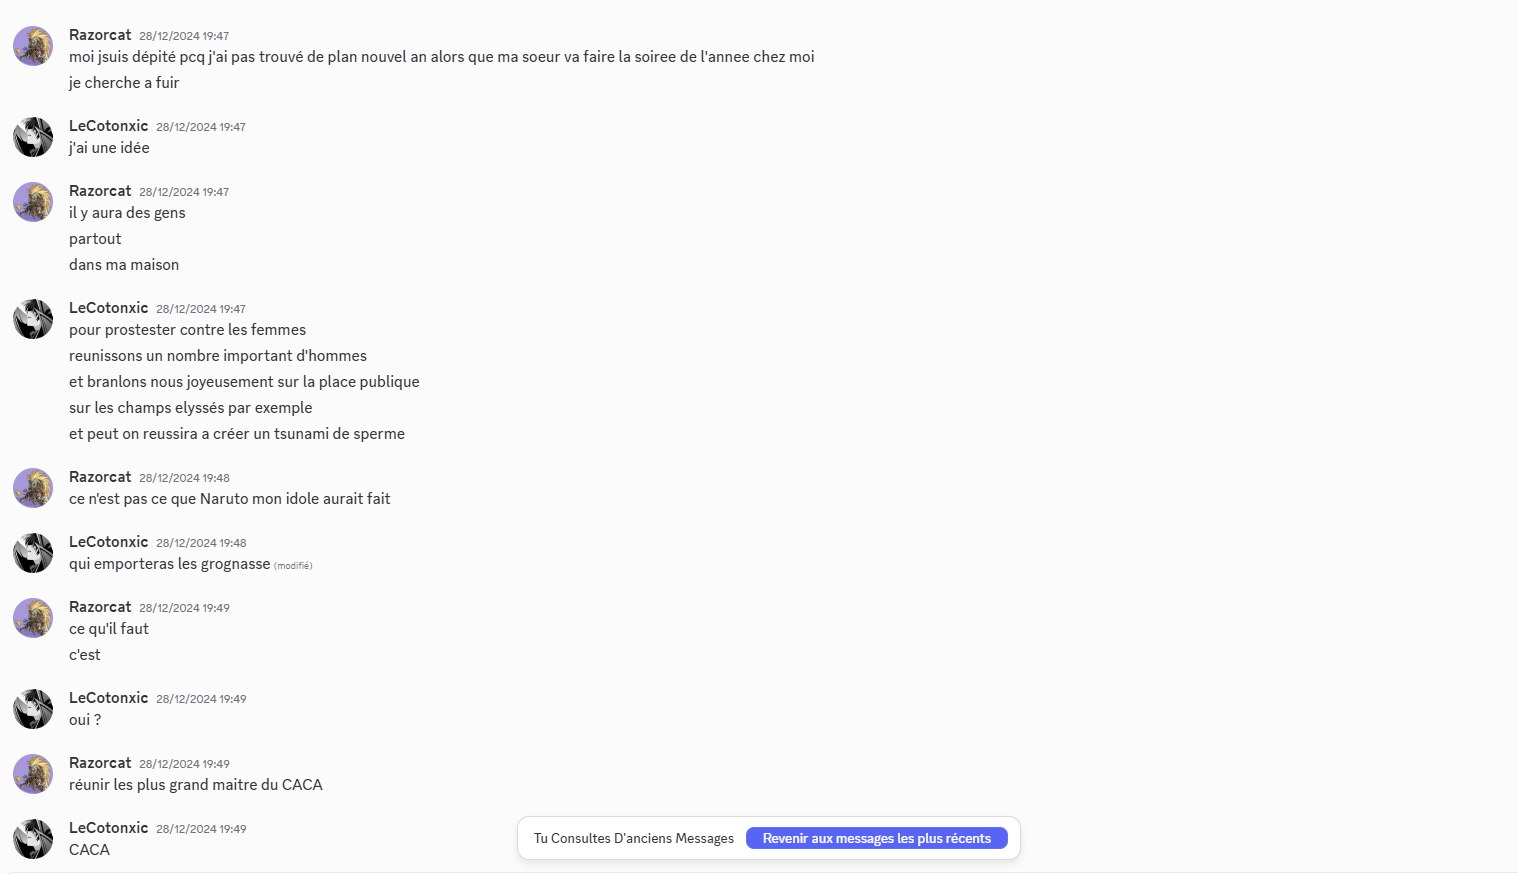 Razorcat 28/12/2024 19:47
moi jsuis dépité pcq j'ai pas trouvé de plan nouvel an alors que ma soeur va faire la soiree de l'annee chez moi
je cherche a fuir
LeCotonxic 28/12/2024 19:47
j'ai une idée
Razorcat 28/12/2024 19:47
il y aura des gens
partout
dans ma maison
LeCotonxic 28/12/2024 19:47
pour prostester contre les femmes
reunissons un nombre important d'hommes
et branlons nous joyeusement sur la place publique
sur les champs elyssés par exemple
et peut on reussira a créer un tsunami de sperme
Razorcat 28/12/2024 19:48
ce n'est pas ce que Naruto mon idole aurait fait
LeCotonxic 28/12/2024 19:48
qui emporteras les grognasse (modifié)
Razorcat 28/12/2024 19:49
ce qu'il faut
c'est
LeCotonxic 28/12/2024 19:49
oui ?
Razorcat 28/12/2024 19:49
réunir les plus grand maitre du CACA
LeCotonxic 28/12/2024 19:49
CACA
Tu Consultes D'anciens Messages Revenir aux messages les plus récents